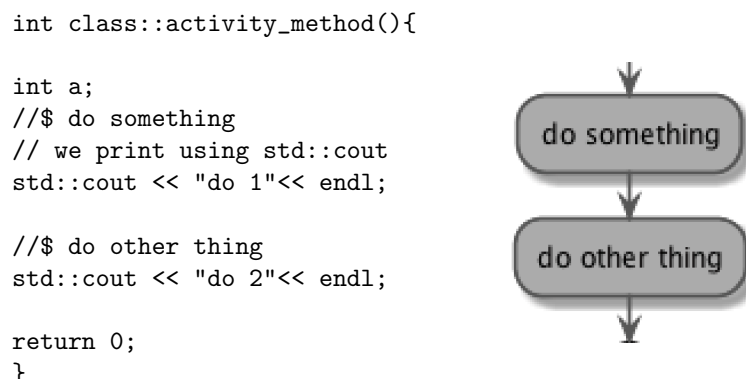 int class::activity_method(){
int a;
//$ do something
// we print using std::cout
std::cout << "do 1"<< endl;
//$ do other thing
std::cout << "do 2"<< endl;
return 0;
}
do something
do other thing